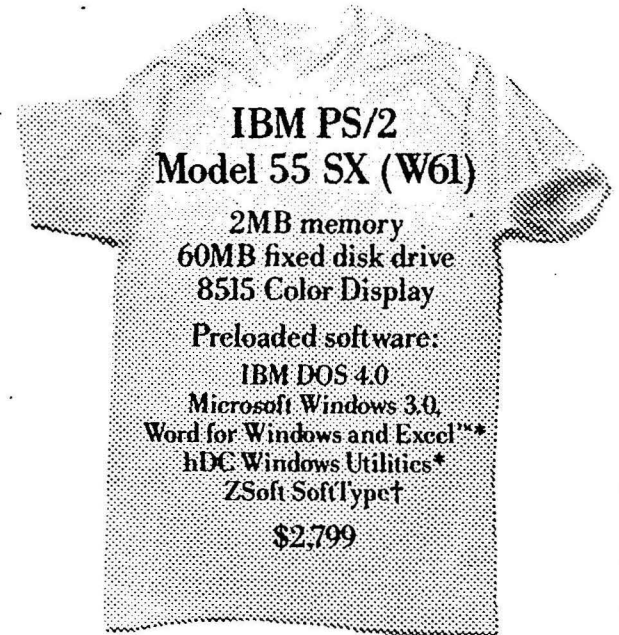 IBM PS/2
Model 55 SX (W61)
2MB memory
60MB fixed disk drive
8515 Color Display
Preloaded software:
IBM DOS 4.0
Microsoft Windows 3.0,
Word for Windows and Excel™*
hDC Windows Utilities*
ZSoft SoftType†
$2,799